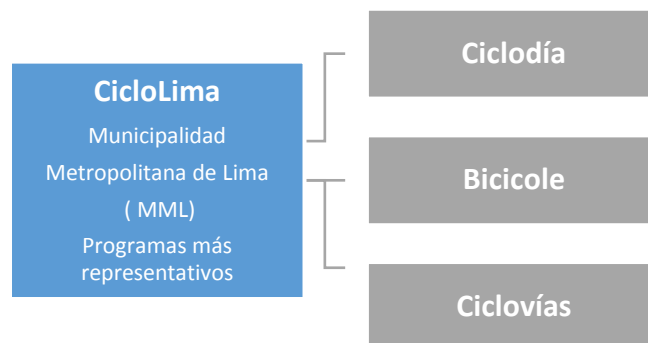 CicloLima
Municipalidad
Metropolitana de Lima
( MML)
Programas más
representativos
Ciclodía
Bicicole
Ciclovías